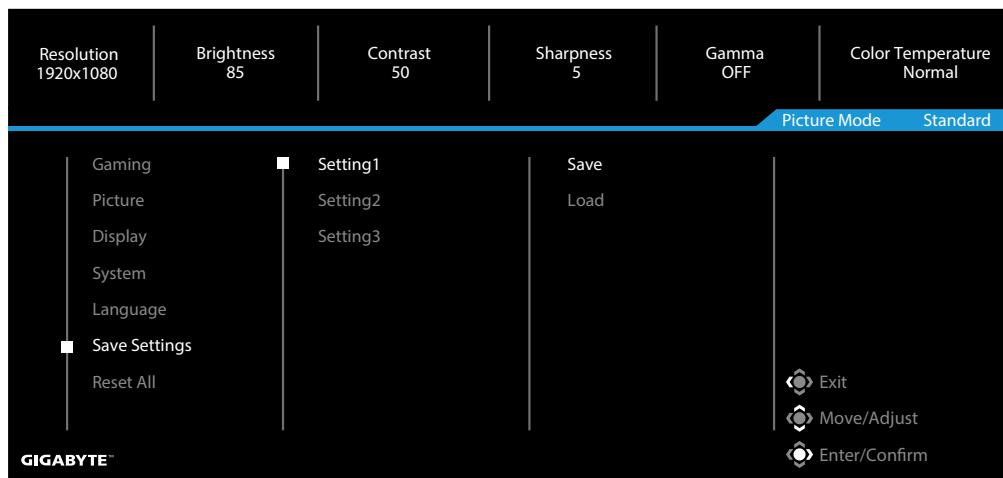 Resolution
1920x1080
Brightness
85
Contrast
50
Sharpness
5
Gamma
OFF
Color Temperature
Normal
Picture Mode Standard
Gaming
Picture
Display
System
Language
Save Settings
Reset All
Setting1
Setting2
Setting3
Save
Load
Exit
Move/Adjust
Enter/Confirm
GIGABYTE™